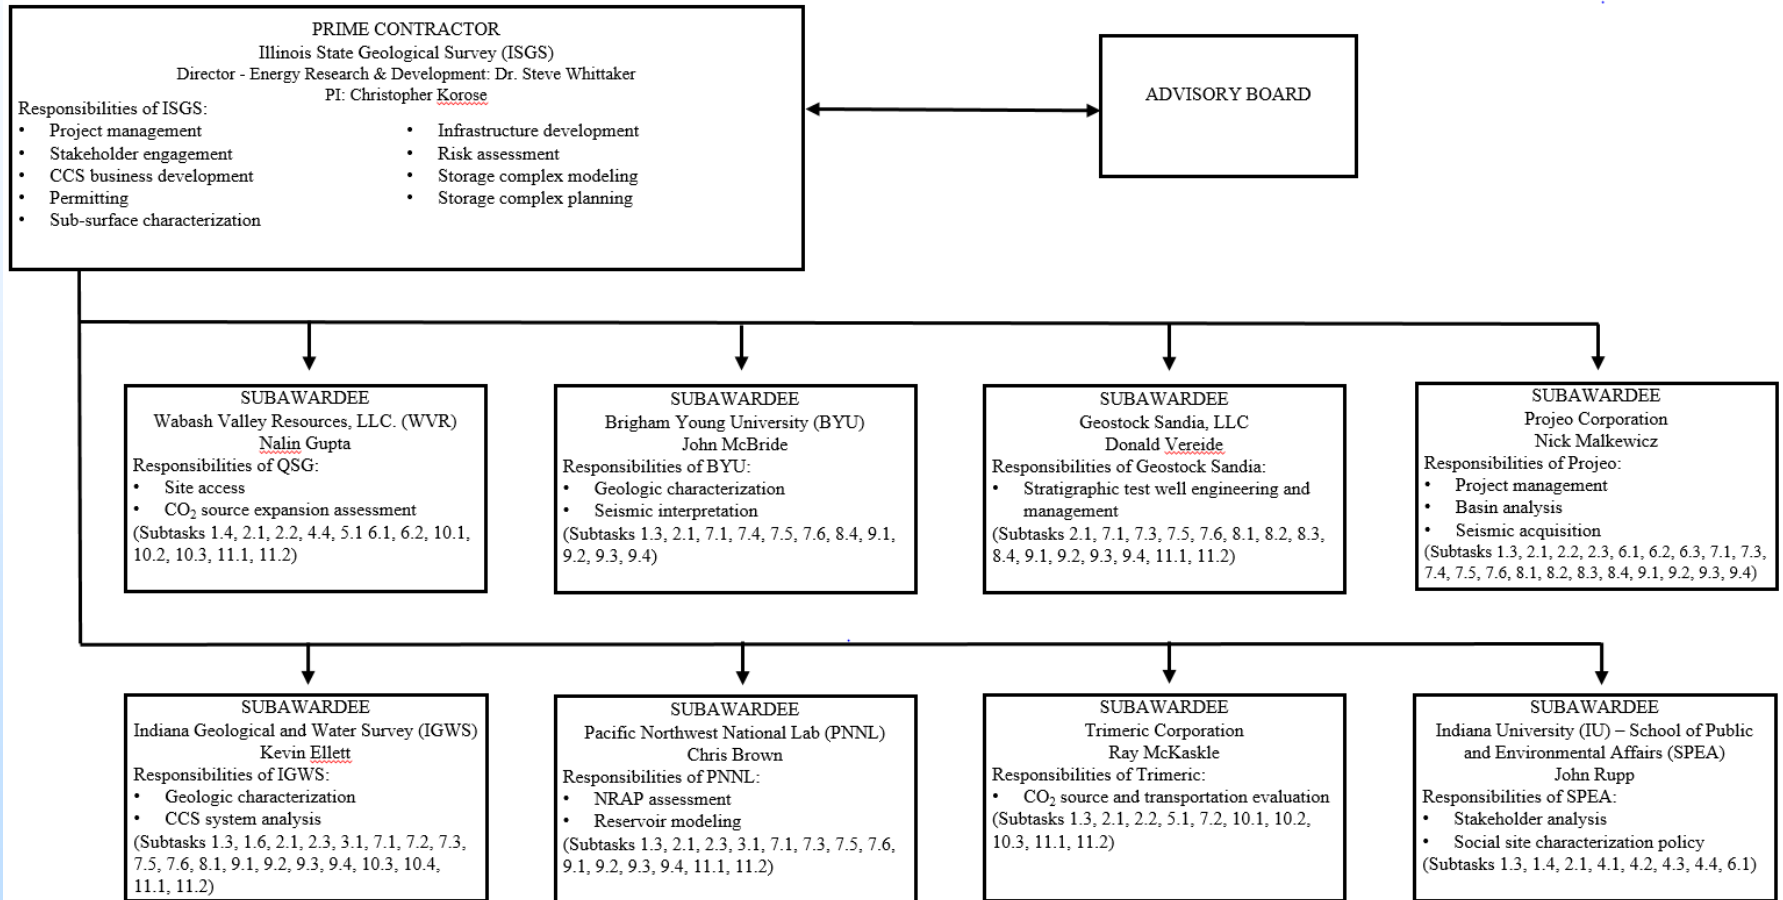 PRIME CONTRACTOR
Illinois State Geological Survey (ISGS)
Director - Energy Research & Development: Dr. Steve Whittaker
PI: Christopher Korose
Responsibilities of ISGS:
• Project management
• Stakeholder engagement
• CCS business development
• Permitting
• Sub-surface characterization
• Infrastructure development
• Risk assessment
• Storage complex modeling
• Storage complex planning
ADVISORY BOARD
SUBAWARDEE
Wabash Valley Resources, LLC. (WVR)
Nalin Gupta
Responsibilities of QSG:
• Site access
• CO₂ source expansion assessment
(Subtasks 1.4, 2.1, 2.2, 4.4, 5.1 6.1, 6.2, 10.1,
10.2, 10.3, 11.1, 11.2)
SUBAWARDEE
Brigham Young University (BYU)
John McBride
Responsibilities of BYU:
• Geologic characterization
• Seismic interpretation
(Subtasks 1.3, 2.1, 7.1, 7.4, 7.5, 7.6, 8.4, 9.1,
9.2, 9.3, 9.4)
SUBAWARDEE
Geostock Sandia, LLC
Donald Vereide
Responsibilities of Geostock Sandia:
• Stratigraphic test well engineering and
management
(Subtasks 2.1, 7.1, 7.3, 7.5, 7.6, 8.1, 8.2, 8.3,
8.4, 9.1, 9.2, 9.3, 9.4, 11.1, 11.2)
SUBAWARDEE
Projeo Corporation
Nick Malkewicz
Responsibilities of Projeo:
• Project management
• Basin analysis
• Seismic acquisition
(Subtasks 1.3, 2.1, 2.2, 2.3, 6.1, 6.2, 6.3, 7.1, 7.3,
7.4, 7.5, 7.6, 8.1, 8.2, 8.3, 8.4, 9.1, 9.2, 9.3, 9.4)
SUBAWARDEE
Indiana Geological and Water Survey (IGWS)
Kevin Ellett
Responsibilities of IGWS:
• Geologic characterization
• CCS system analysis
(Subtasks 1.3, 1.6, 2.1, 2.3, 3.1, 7.1, 7.2, 7.3,
7.5, 7.6, 8.1, 9.1, 9.2, 9.3, 9.4, 10.3, 10.4,
11.1, 11.2)
SUBAWARDEE
Pacific Northwest National Lab (PNNL)
Chris Brown
Responsibilities of PNNL:
• NRAP assessment
• Reservoir modeling
(Subtasks 1.3, 2.1, 2.3, 3.1, 7.1, 7.3, 7.5, 7.6,
9.1, 9.2, 9.3, 9.4, 11.1, 11.2)
SUBAWARDEE
Trimeric Corporation
Ray McKaskle
Responsibilities of Trimeric:
• CO₂ source and transportation evaluation
(Subtasks 1.3, 2.1, 2.2, 5.1, 7.2, 10.1, 10.2,
10.3, 11.1, 11.2)
SUBAWARDEE
Indiana University (IU) – School of Public
and Environmental Affairs (SPEA)
John Rupp
Responsibilities of SPEA:
• Stakeholder analysis
• Social site characterization policy
(Subtasks 1.3, 1.4, 2.1, 4.1, 4.2, 4.3, 4.4, 6.1)